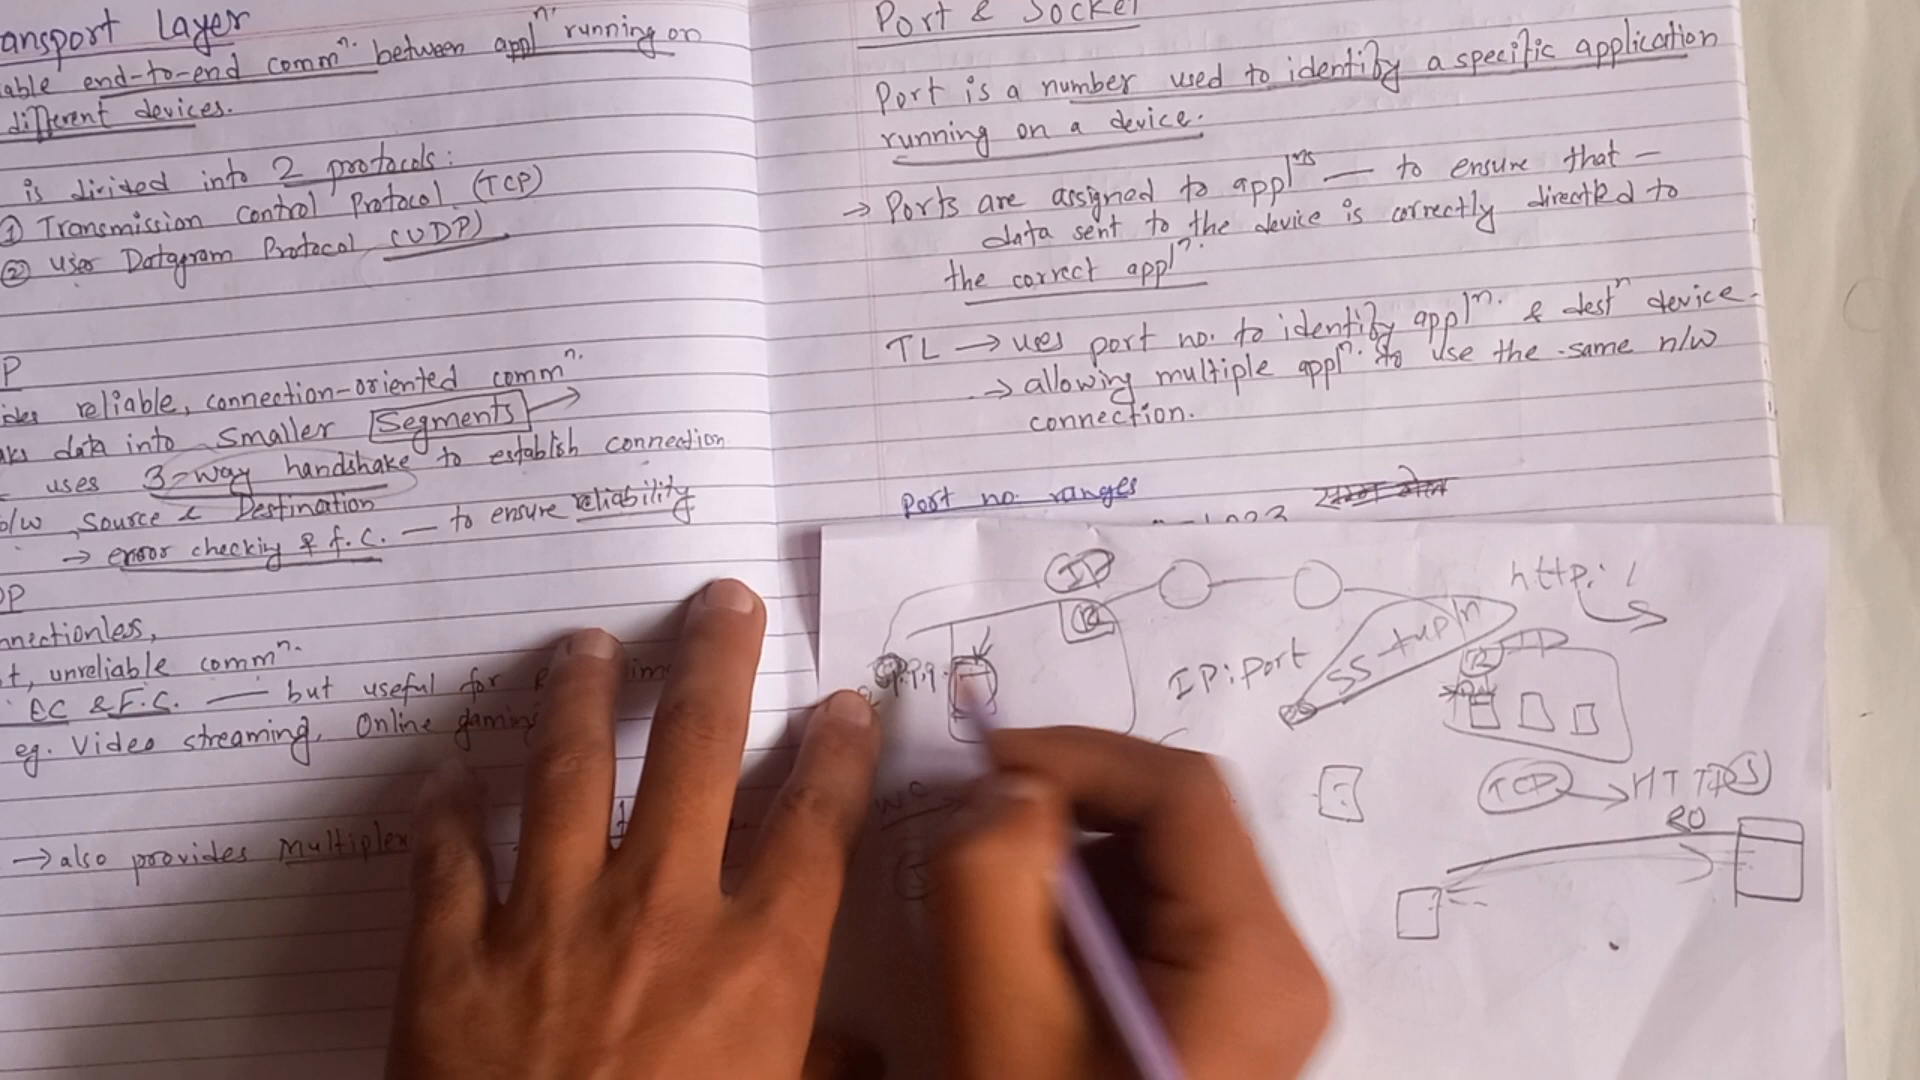 ansport Layer
able end-to-end commn. between appln. running on
different devices.
is divided into 2 protocols:
① Transmission Control Protocol (TCP)
② User Datagram Protocol (UDP).
P
ides reliable, connection-oriented commn.
aks data into smaller Segments →
uses 3-way handshake to establish connection
b/w Source & Destination
→ error checking & f.C. — to ensure reliability
DP
nnectionless,
t, unreliable commn.
EC & F.C. — but useful for
eg. Video streaming, Online gaming
→ also provides Multiplex
Port & Socket
Port is a number used to identify a specific application
running on a device.
→ Ports are assigned to applns — to ensure that —
data sent to the device is correctly directed to
the correct appln.
TL → uses port no. to identify appln. & destn device.
→ allowing multiple appln. to use the same n/w
connection.
Port no. ranges
1023
IP
R
IP:port
http:/
R
TCP → HTTP(S)
80